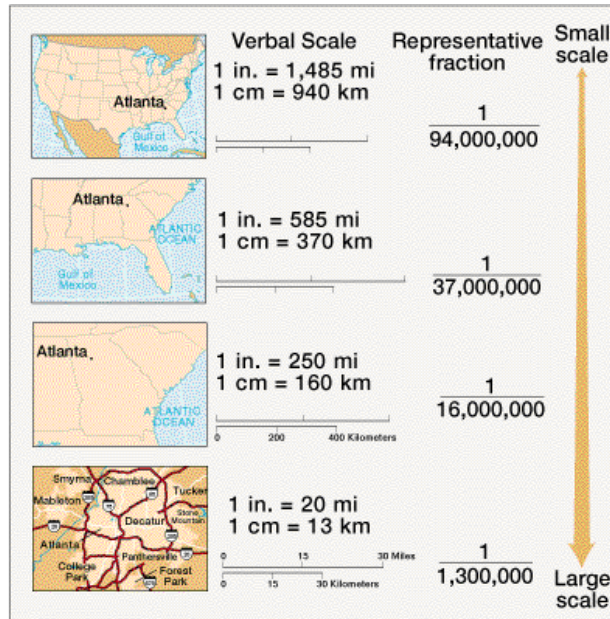 Verbal Scale
Representative
fraction
Small
scale
Atlanta
Gulf of
Mexico
1 in. = 1,485 mi
1 cm = 940 km
1
94,000,000
Atlanta
ATLANTIC
OCEAN
Gulf of
Mexico
1 in. = 585 mi
1 cm = 370 km
1
37,000,000
Atlanta
ATLANTIC
OCEAN
1 in. = 250 mi
1 cm = 160 km
0 200 400 Kilometers
1
16,000,000
Smyrna
Chamblee
Mableton
Tucker
Stone
Mountain
Decatur
Atlanta
Panthersville
College
Park
Forest
Park
1 in. = 20 mi
1 cm = 13 km
0 15 30 Miles
0 15 30 Kilometers
1
1,300,000
Large
scale